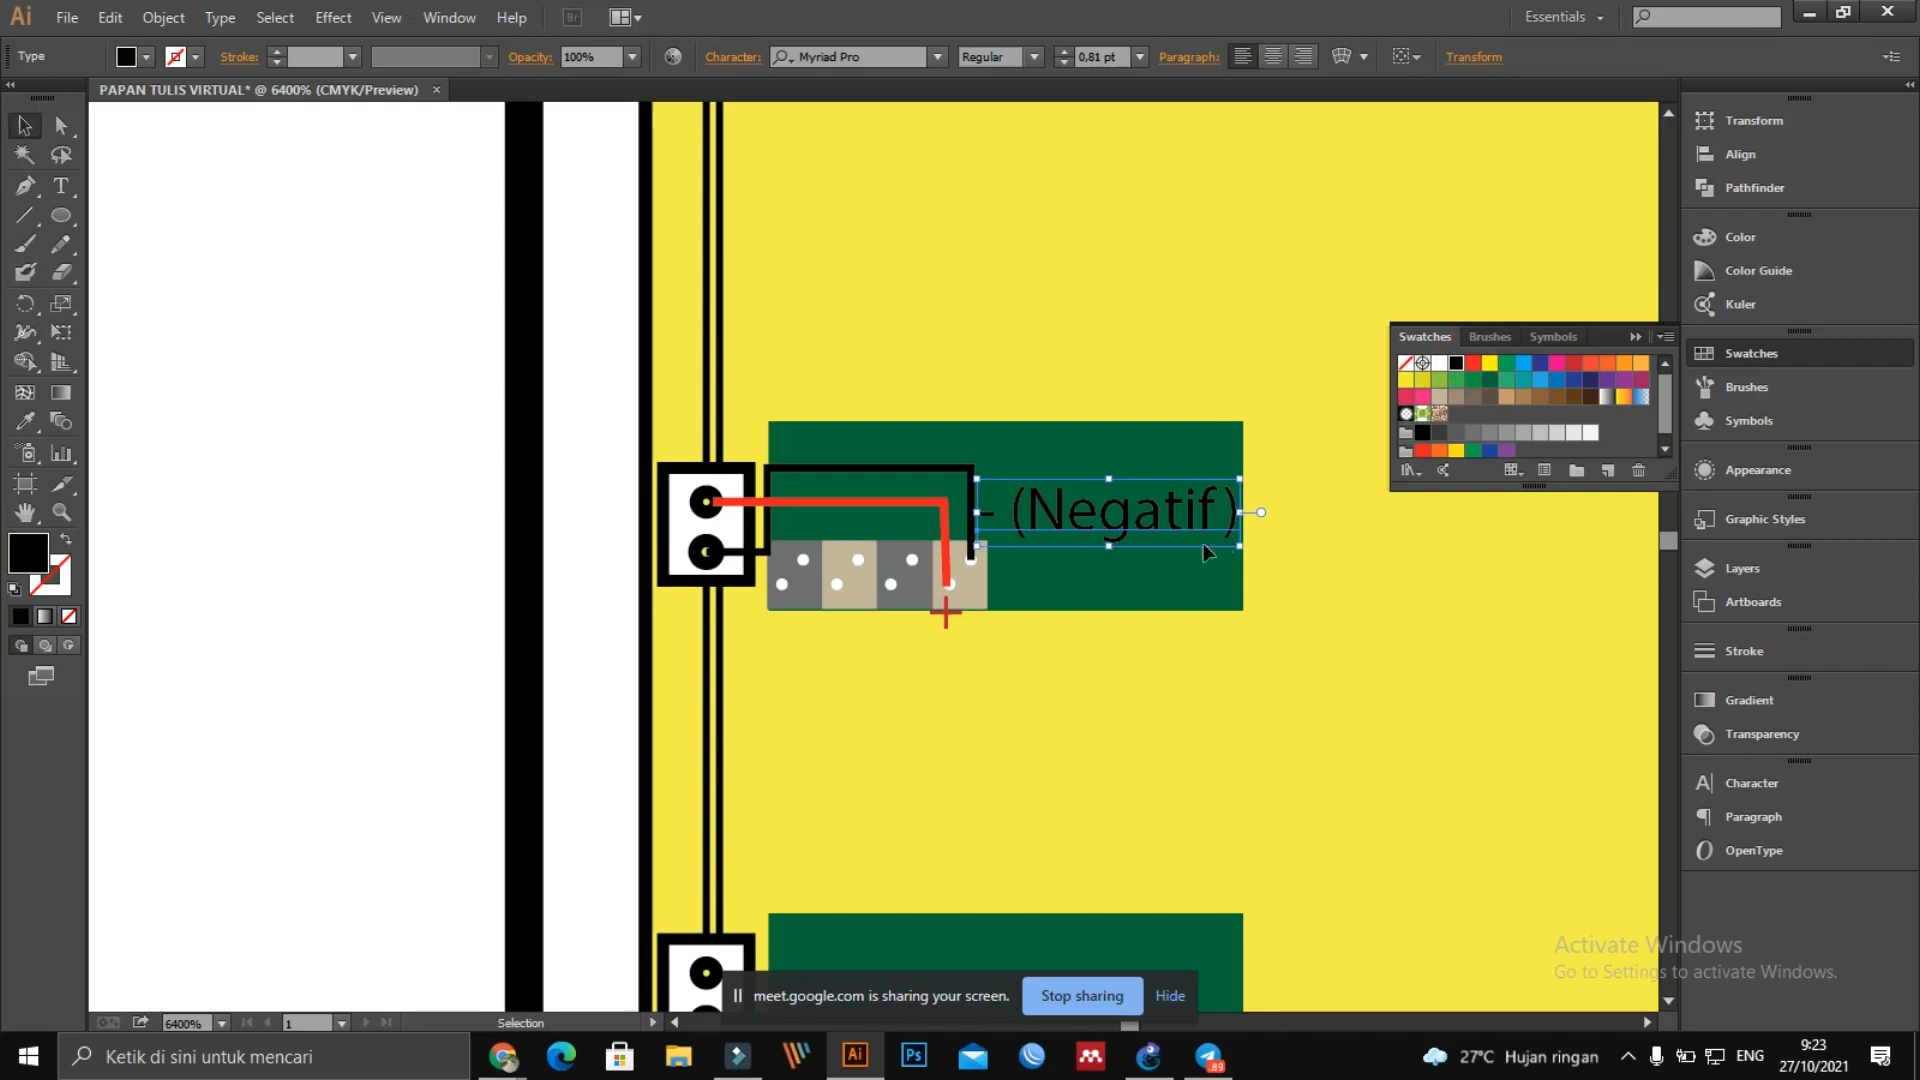 Ai File Edit Object Type Select Effect View Window Help Br Essentials
Type Stroke: Opacity: 100% Character: Myriad Pro Regular 0,81 pt Paragraph: Transform
PAPAN TULIS VIRTUAL* @ 6400% (CMYK/Preview) ×
Transform
Align
Pathfinder
Color
Color Guide
Kuler
Swatches Brushes Symbols
Swatches
Brushes
Symbols
Appearance
Graphic Styles
- (Negatif)
Layers
Artboards
Stroke
Gradient
Transparency
Character
Paragraph
OpenType
Activate Windows
Go to Settings to activate Windows.
meet.google.com is sharing your screen. Stop sharing Hide
6400% 1 Selection
Ketik di sini untuk mencari Ai Ps 89 27°C Hujan ringan ENG 9:23
27/10/2021